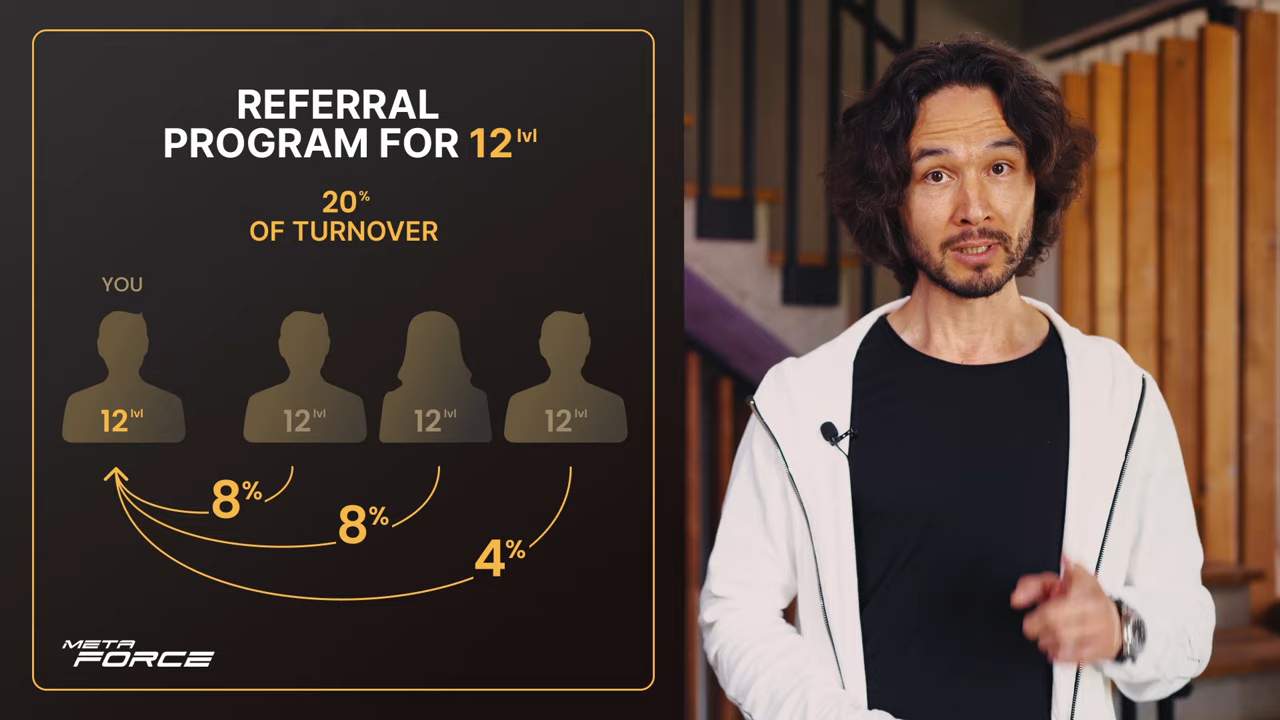 REFERRAL
PROGRAM FOR 12 lvl
20%
OF TURNOVER
YOU
12 lvl
12 lvl
12 lvl
12 lvl
8%
8%
4%
META
FORCE